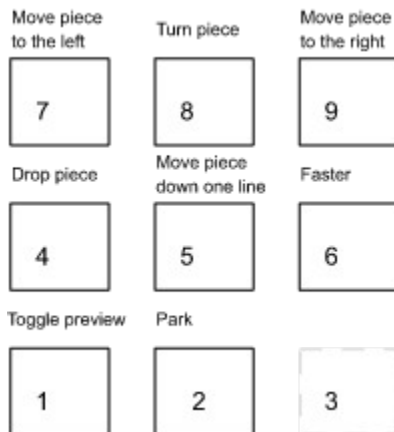 Move piece
to the left
Turn piece
Move piece
to the right
7
8
9
Drop piece
Move piece
down one line
Faster
4
5
6
Toggle preview
Park
1
2
3